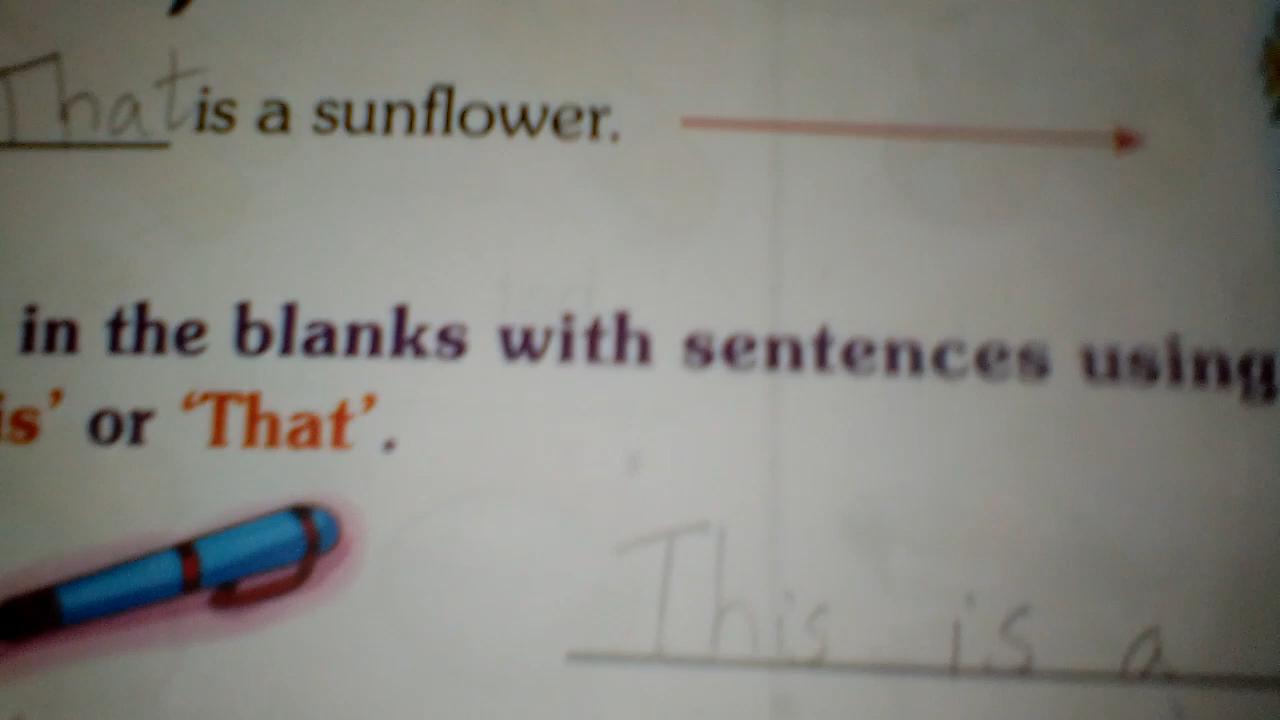 That is a sunflower.
in the blanks with sentences using
is' or 'That'.
This is a